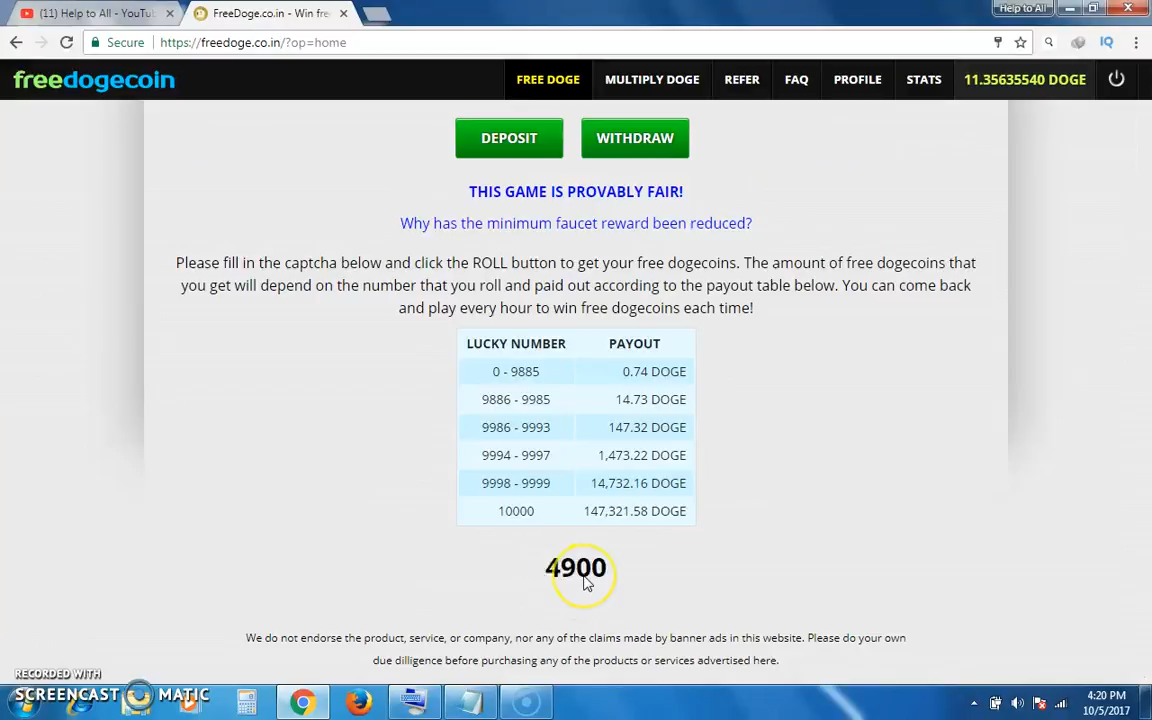 (11) Help to All - YouTu
FreeDoge.co.in - Win fre
Help to All
Secure
https://freedoge.co.in/?op=home
IQ
freedogecoin
FREE DOGE
MULTIPLY DOGE
REFER
FAQ
PROFILE
STATS
11.35635540 DOGE
DEPOSIT
WITHDRAW
THIS GAME IS PROVABLY FAIR!
Why has the minimum faucet reward been reduced?
Please fill in the captcha below and click the ROLL button to get your free dogecoins. The amount of free dogecoins that
you get will depend on the number that you roll and paid out according to the payout table below. You can come back
and play every hour to win free dogecoins each time!
LUCKY NUMBER PAYOUT
0 - 9885 0.74 DOGE
9886 - 9985 14.73 DOGE
9986 - 9993 147.32 DOGE
9994 - 9997 1,473.22 DOGE
9998 - 9999 14,732.16 DOGE
10000 147,321.58 DOGE
4900
We do not endorse the product, service, or company, nor any of the claims made by banner ads in this website. Please do your own
due dilligence before purchasing any of the products or services advertised here.
RECORDED WITH
SCREENCAST MATIC
4:20 PM
10/5/2017